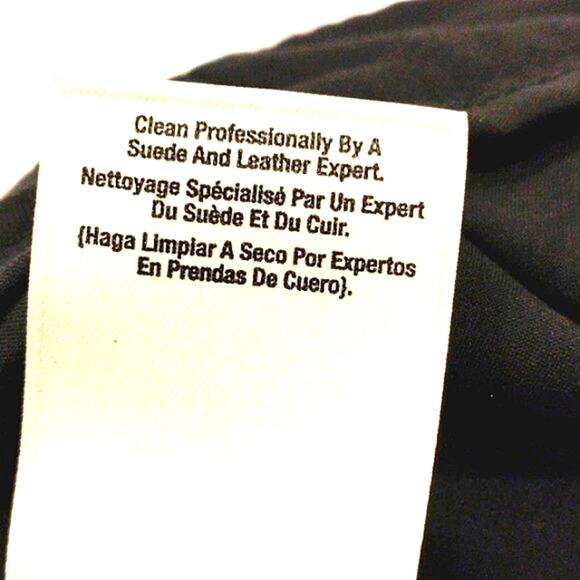 Clean Professionally By A
Suede And Leather Expert.
Nettoyage Spécialisé Par Un Expert
Du Suède Et Du Cuir.
{Haga Limpiar A Seco Por Expertos
En Prendas De Cuero}.